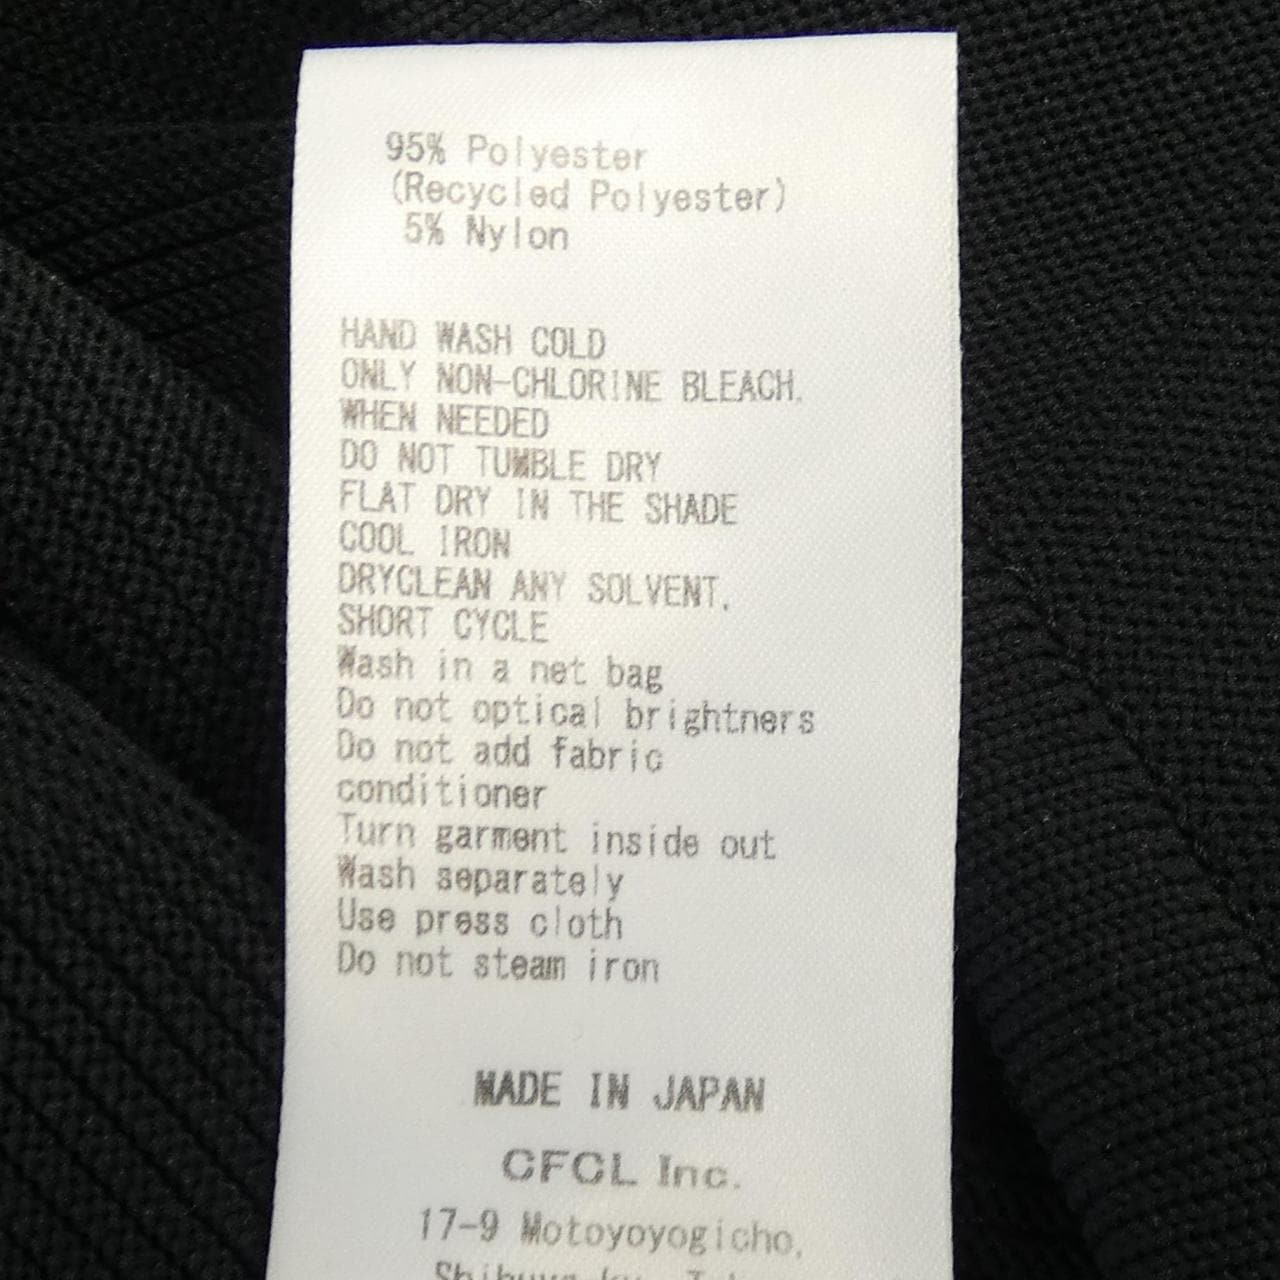 95% Polyester
(Recycled Polyester)
5% Nylon
HAND WASH COLD
ONLY NON-CHLORINE BLEACH.
WHEN NEEDED
DO NOT TUMBLE DRY
FLAT DRY IN THE SHADE
COOL IRON
DRYCLEAN ANY SOLVENT.
SHORT CYCLE
Wash in a net bag
Do not optical brightners
Do not add fabric
conditioner
Turn garment inside out
Wash separately
Use press cloth
Do not steam iron
MADE IN JAPAN
CFCL Inc.
17-9 Motoyoyogicho,